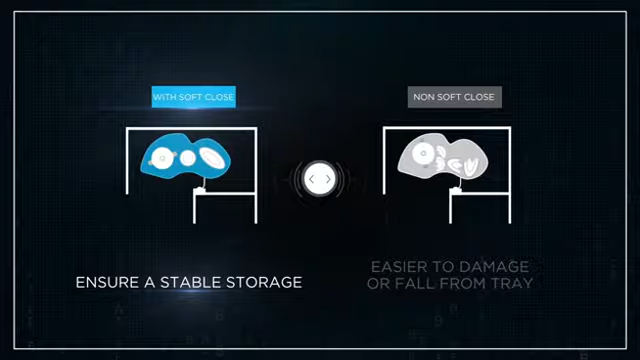 WITH SOFT CLOSE
NON SOFT CLOSE
ENSURE A STABLE STORAGE
EASIER TO DAMAGE
OR FALL FROM TRAY